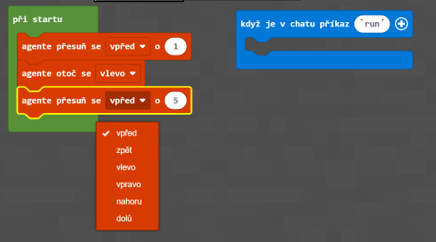 při startu
agente přesuň se vpřed o 1
agente otoč se vlevo
agente přesuň se vpřed o 5
vpřed
zpět
vlevo
vpravo
nahoru
dolů
když je v chatu příkaz "run"